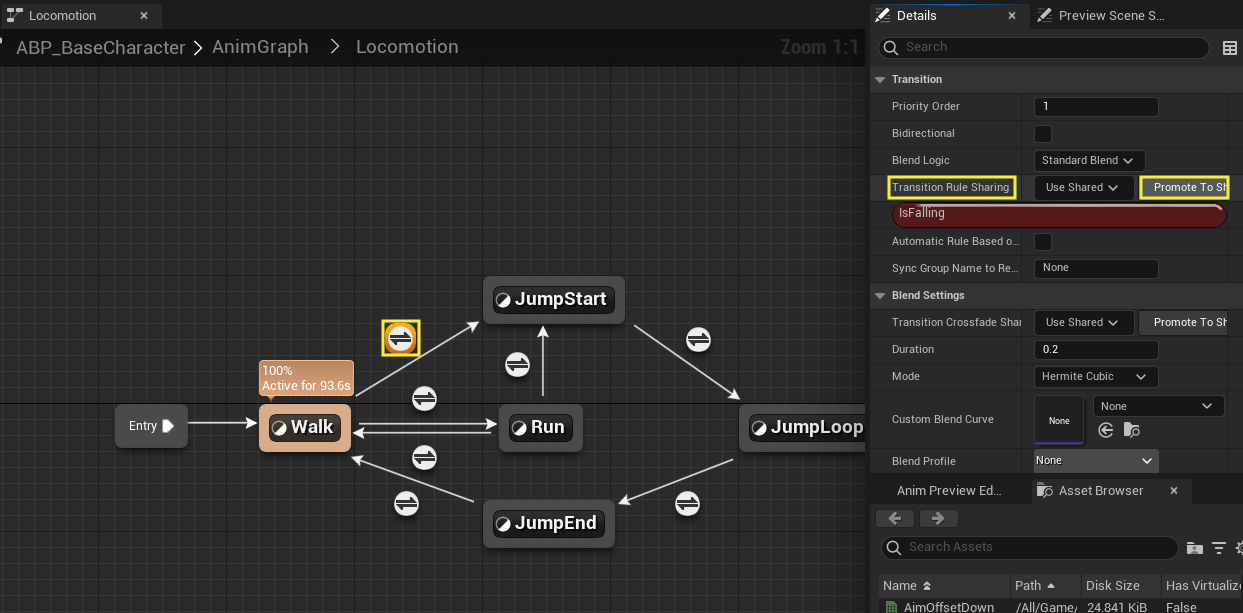 Locomotion
ABP_BaseCharacter > AnimGraph > Locomotion
Zoom 1:1
100%
Active for 93.6s
Entry
Walk
Run
JumpStart
JumpLoop
JumpEnd
Details
Preview Scene S...
Search
Transition
Priority Order 1
Bidirectional
Blend Logic Standard Blend
Transition Rule Sharing Use Shared Promote To Sh
IsFalling
Automatic Rule Based o...
Sync Group Name to Re... None
Blend Settings
Transition Crossfade Shar Use Shared Promote To Sh
Duration 0.2
Mode Hermite Cubic
Custom Blend Curve None None
Blend Profile None
Anim Preview Ed...
Asset Browser
Search Assets
Name Path Disk Size Has Virtualize
AimOffsetDown /All/Game/ 24.841 KiB False